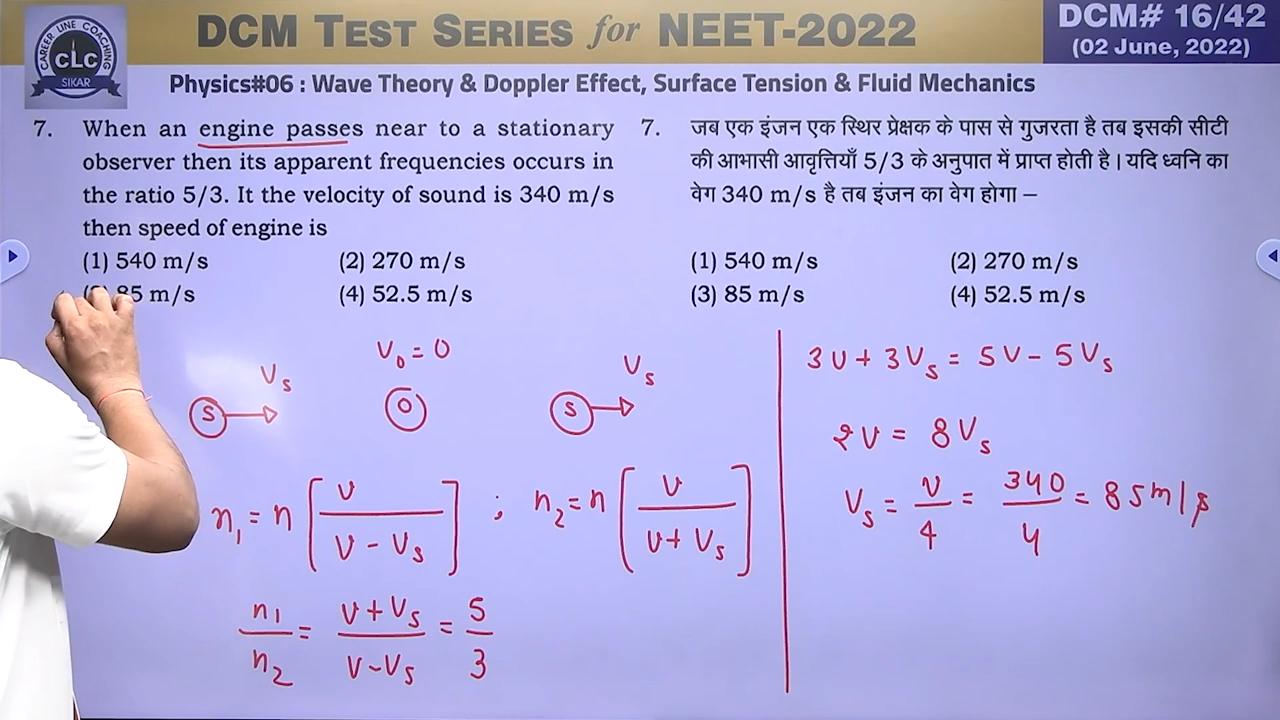 CAREER LINE COACHING
CLC
SIKAR
DCM TEST SERIES for NEET-2022
DCM# 16/42
(02 June, 2022)
Physics#06 : Wave Theory & Doppler Effect, Surface Tension & Fluid Mechanics
7. When an engine passes near to a stationary
observer then its apparent frequencies occurs in
the ratio 5/3. It the velocity of sound is 340 m/s
then speed of engine is
(1) 540 m/s (2) 270 m/s
85 m/s (4) 52.5 m/s
7. जब एक इंजन एक स्थिर प्रेक्षक के पास से गुजरता है तब इसकी सीटी
की आभासी आवृत्तियाँ 5/3 के अनुपात में प्राप्त होती है। यदि ध्वनि का
वेग 340 m/s है तब इंजन का वेग होगा –
(1) 540 m/s (2) 270 m/s
(3) 85 m/s (4) 52.5 m/s
V₀ = 0
S Vₛ O S Vₛ
n₁ = n [v / (v - vₛ)] ; n₂ = n [v / (v + vₛ)]
n₁/n₂ = (v + vₛ)/(v - vₛ) = 5/3
3v + 3Vₛ = 5v - 5Vₛ
2v = 8Vₛ
Vₛ = v/4 = 340/4 = 85 m/s